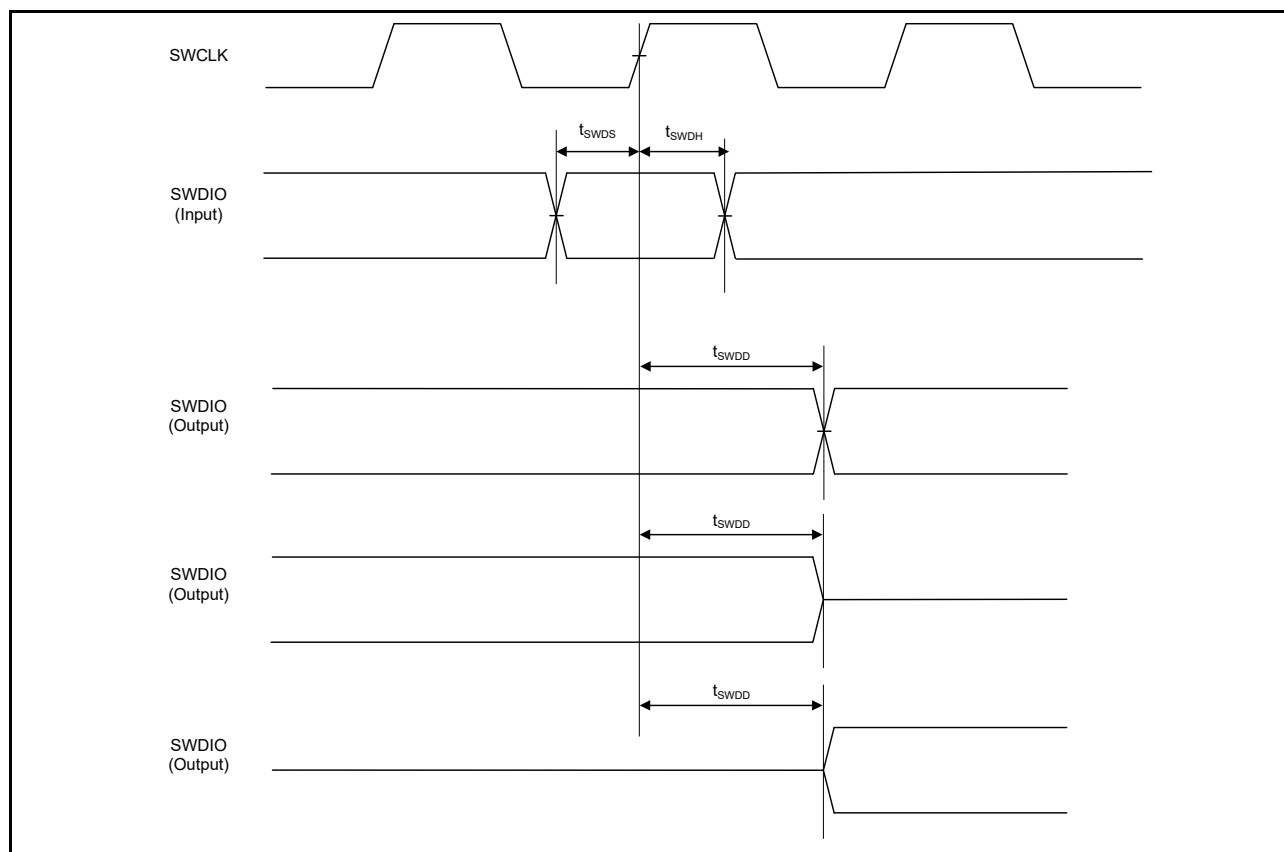 SWCLK
tSWDS tSWDH
SWDIO
(Input)
tSWDD
SWDIO
(Output)
tSWDD
SWDIO
(Output)
tSWDD
SWDIO
(Output)